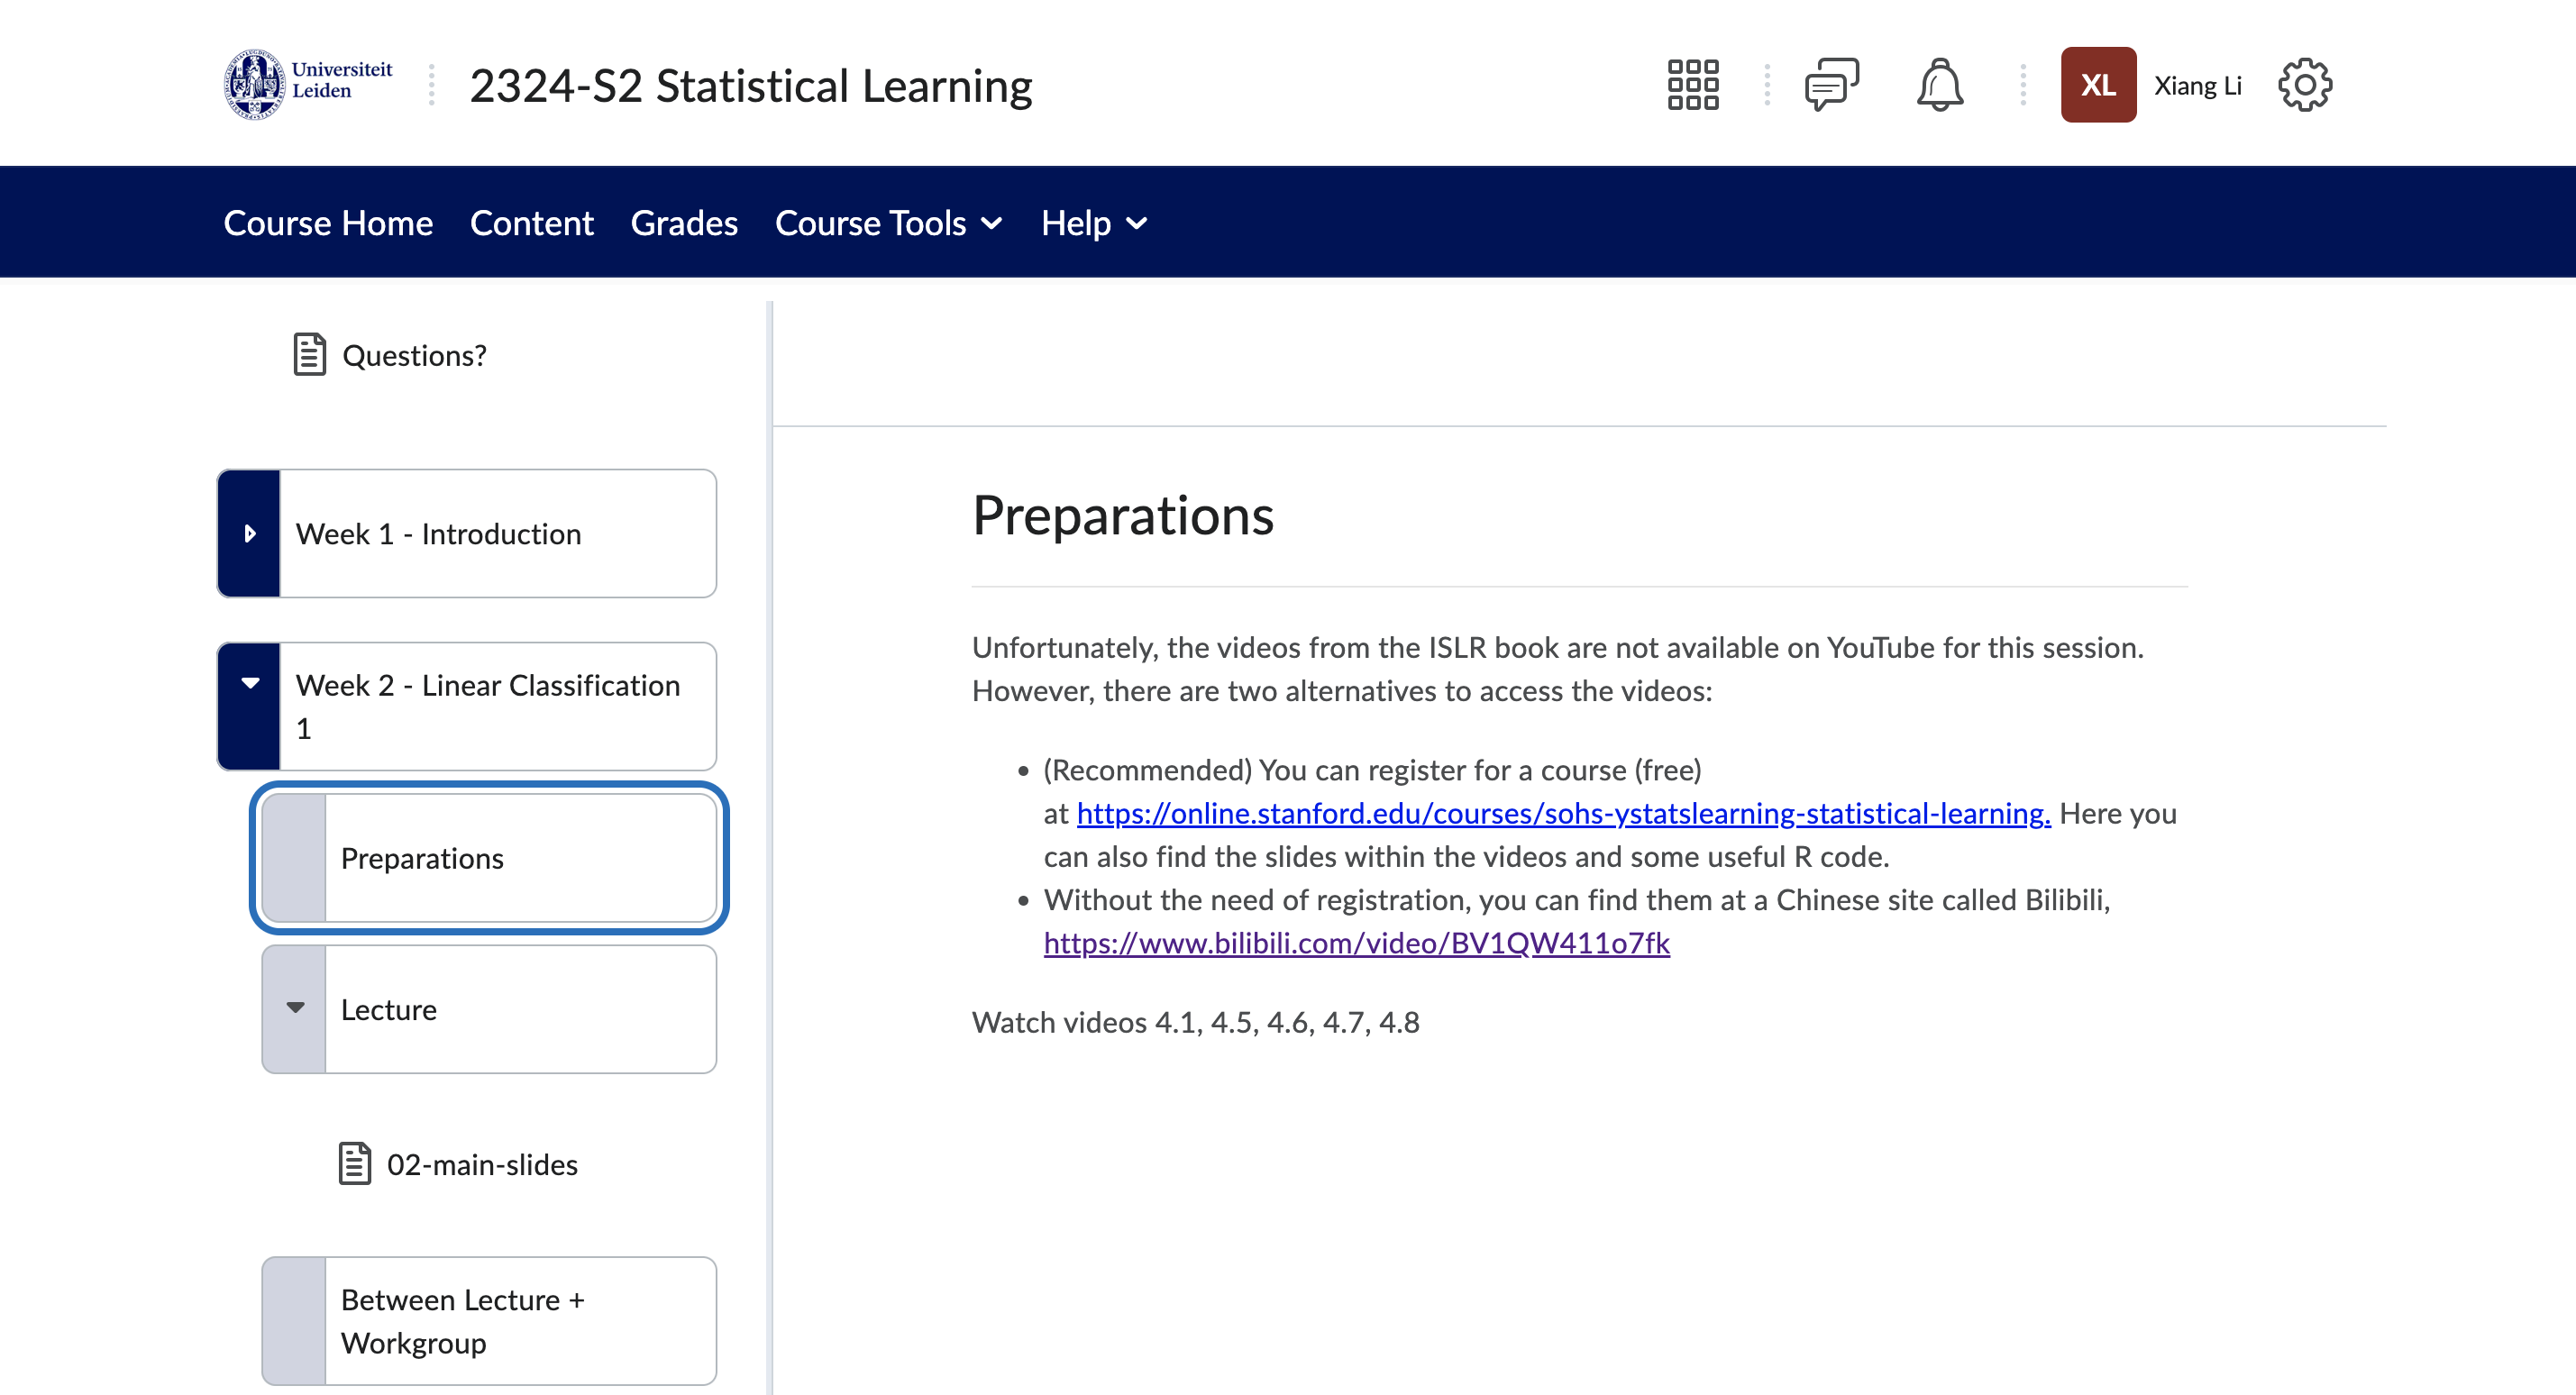 Universiteit
Leiden
2324-S2 Statistical Learning
XL
Xiang Li
Course Home
Content
Grades
Course Tools
Help
Questions?
Week 1 - Introduction
Week 2 - Linear Classification
1
Preparations
Lecture
02-main-slides
Between Lecture +
Workgroup
Preparations
Unfortunately, the videos from the ISLR book are not available on YouTube for this session.
However, there are two alternatives to access the videos:
• (Recommended) You can register for a course (free)
at https://online.stanford.edu/courses/sohs-ystatslearning-statistical-learning. Here you
can also find the slides within the videos and some useful R code.
• Without the need of registration, you can find them at a Chinese site called Bilibili,
https://www.bilibili.com/video/BV1QW411o7fk
Watch videos 4.1, 4.5, 4.6, 4.7, 4.8